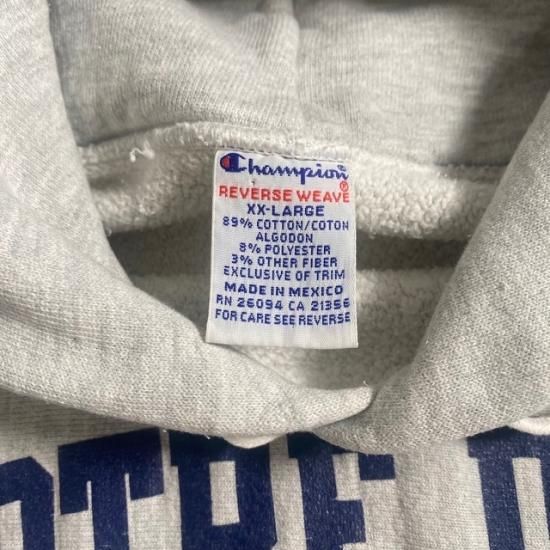 Champion
REVERSE WEAVE®
XX-LARGE
89% COTTON/COTON
ALGODON
8% POLYESTER
3% OTHER FIBER
EXCLUSIVE OF TRIM
MADE IN MEXICO
RN 26094 CA 21356
FOR CARE SEE REVERSE
OTRE D